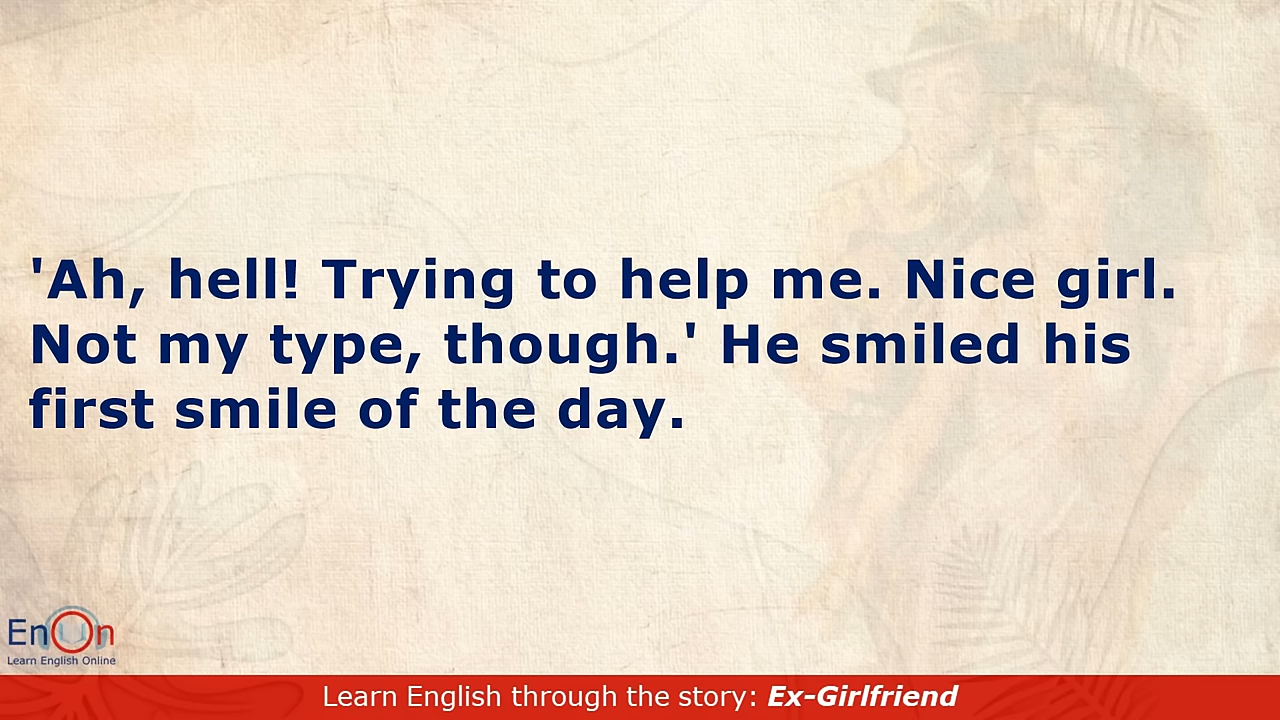 'Ah, hell! Trying to help me. Nice girl.
Not my type, though.' He smiled his
first smile of the day.
EnOn
Learn English Online
Learn English through the story: Ex-Girlfriend